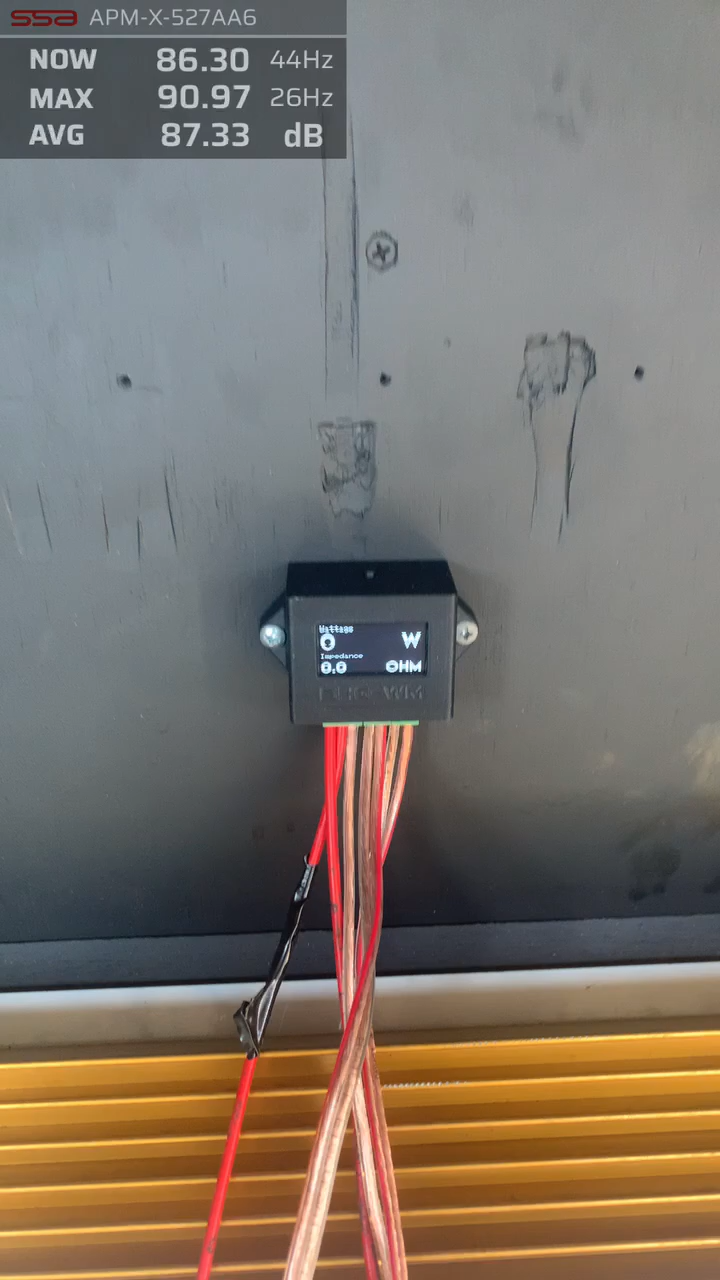 ssa APM-X-527AA6
NOW 86.30 44Hz
MAX 90.97 26Hz
AVG 87.33 dB
Wattage
0 W
Impedance
0.0 OHM